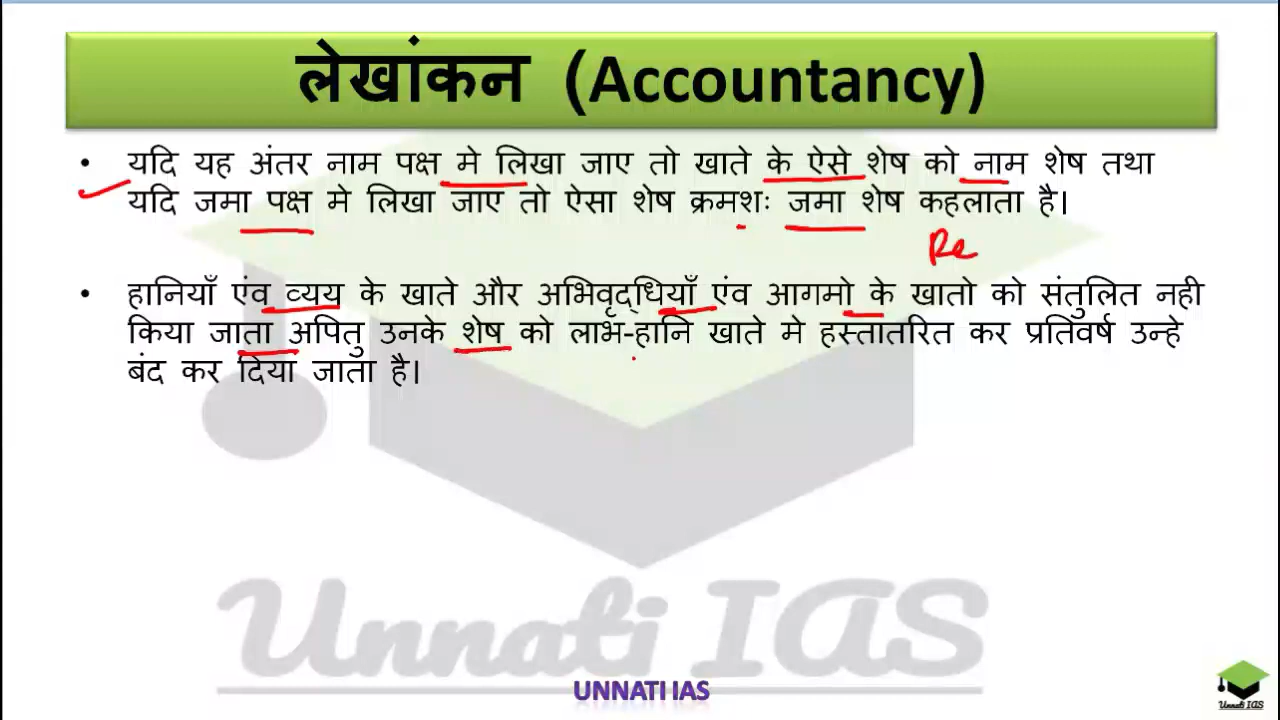 लेखांकन (Accountancy)
• यदि यह अंतर नाम पक्ष मे लिखा जाए तो खाते के ऐसे शेष को नाम शेष तथा
यदि जमा पक्ष मे लिखा जाए तो ऐसा शेष क्रमशः जमा शेष कहलाता है।
Re
• हानियाँ एंव व्यय के खाते और अभिवृद्धियाँ एंव आगमो के खातो को संतुलित नही
किया जाता अपितु उनके शेष को लाभ-हानि खाते मे हस्तातरित कर प्रतिवर्ष उन्हे
बंद कर दिया जाता है।
Unnati IAS
UNNATI IAS
Unnati IAS